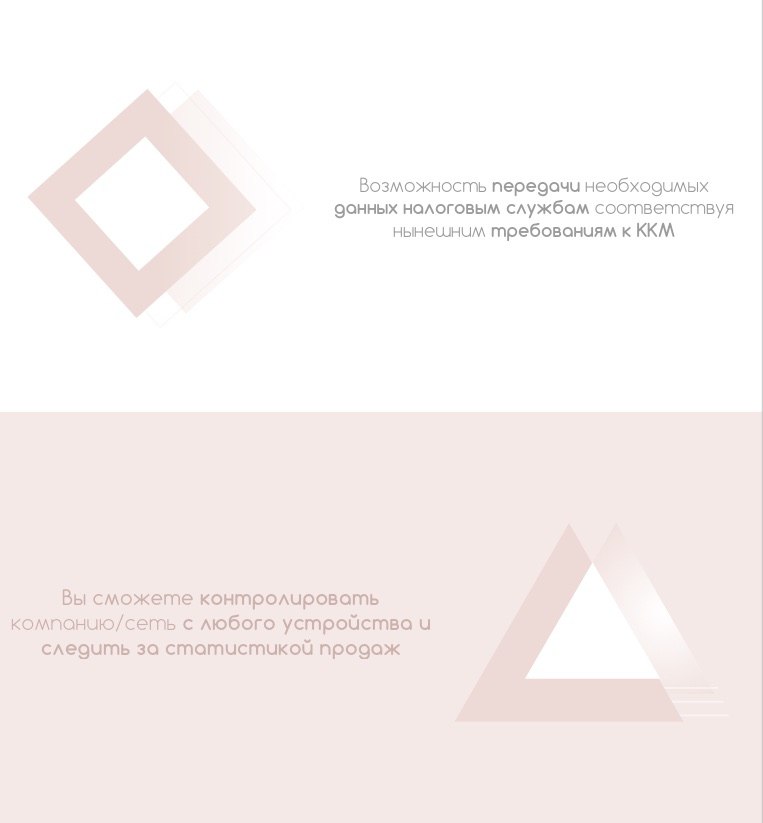 Возможность передачи необходимых
данных налоговым службам соответствуя
нынешним требованиям к ККМ
Вы сможете контролировать
компанию/сеть с любого устройства и
следить за статистикой продаж